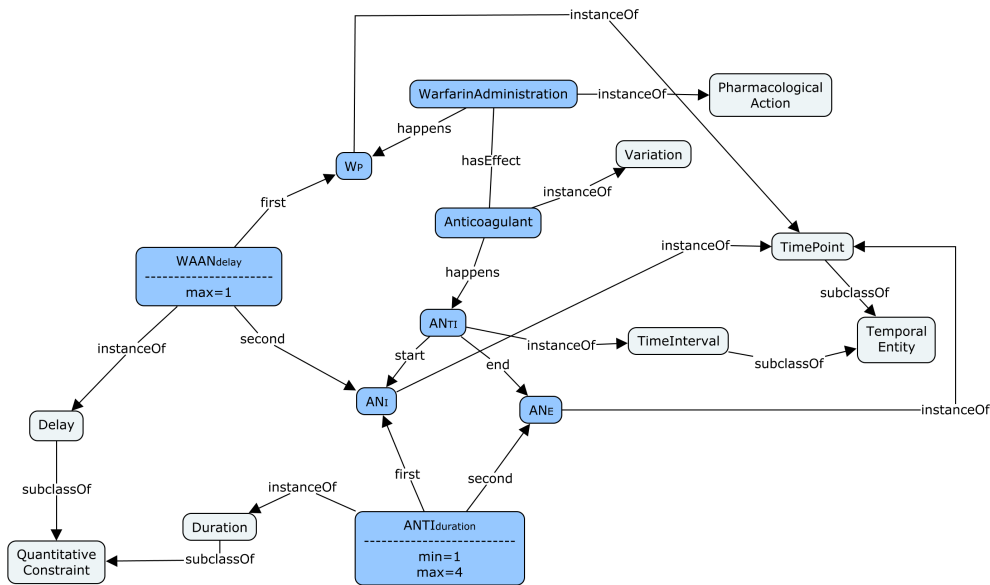 instanceOf
WarfarinAdministration
instanceOf
Pharmacological
Action
happens
Variation
WP
hasEffect
instanceOf
first
Anticoagulant
instanceOf
TimePoint
WAANdelay
---------------------
max=1
happens
subclassOf
ANTI
Temporal
Entity
TimeInterval
second
instanceOf
instanceOf
start
end
subclassOf
ANI
ANE
instanceOf
Delay
first
second
subclassOf
instanceOf
Duration
ANTIduration
-------------------------
min=1
max=4
subclassOf
Quantitative
Constraint